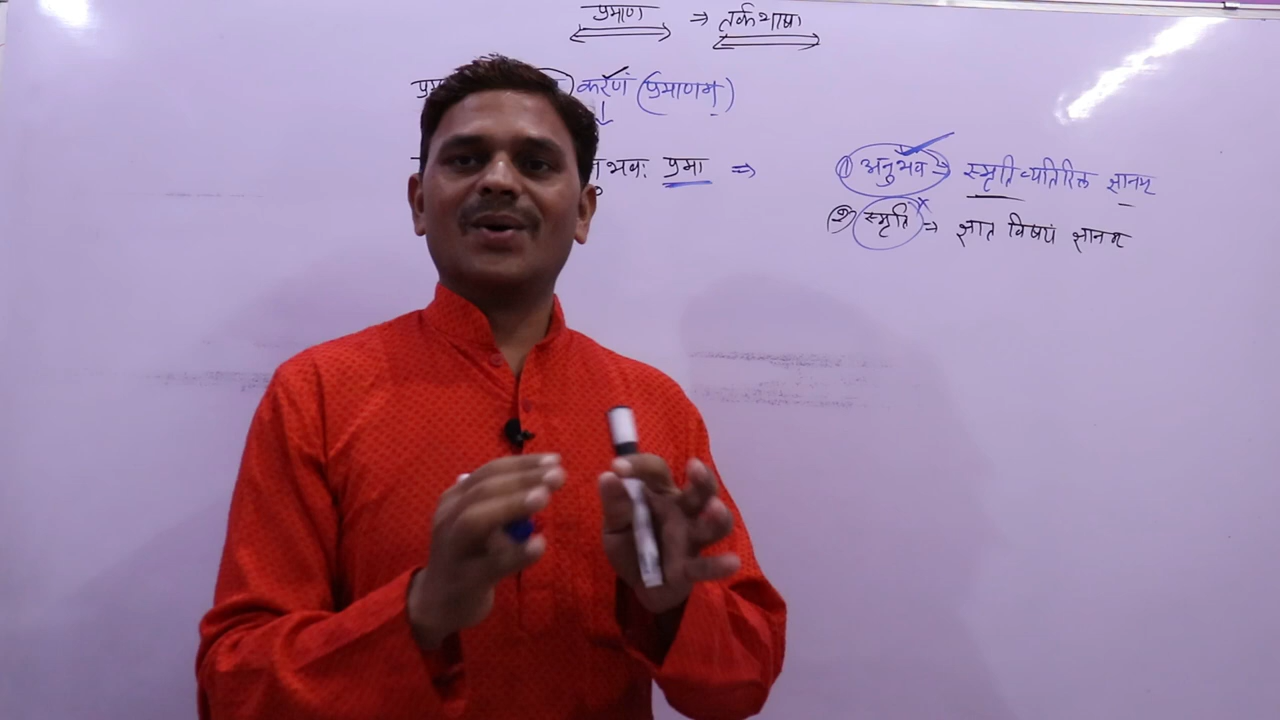 प्रमाण ⇒ तर्कभाषा
करणं (प्रमाणम्)
↓
प्रमा ⇒
(1) अनुभव ⇒ स्मृति व्यतिरिक्त ज्ञानम्
(2) स्मृति ⇒ ज्ञात विषयं ज्ञानम्